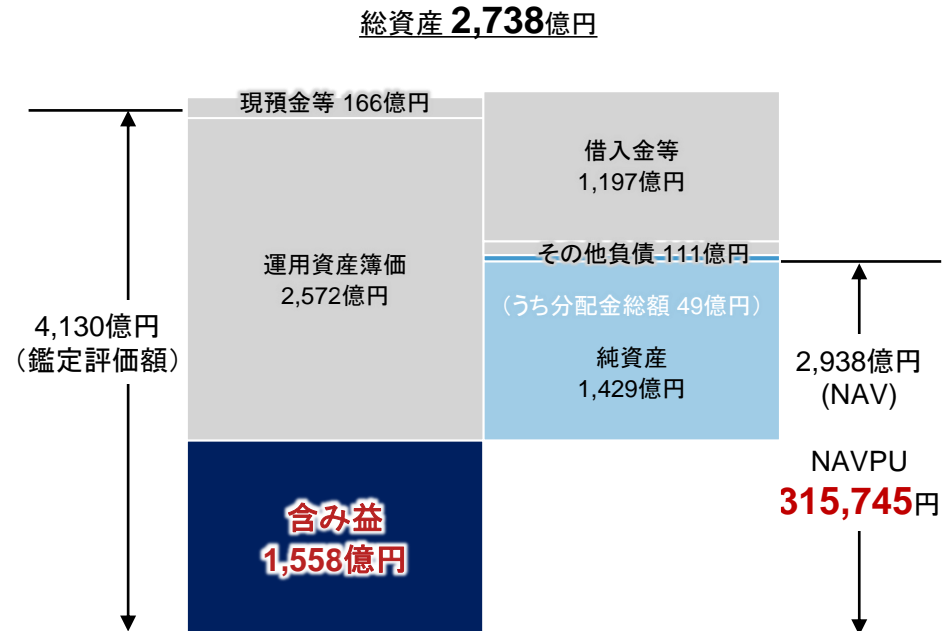 総資産 2,738億円
現預金等 166億円
運用資産簿価
2,572億円
4,130億円
（鑑定評価額）
含み益
1,558億円
借入金等
1,197億円
その他負債 111億円
（うち分配金総額 49億円）
純資産
1,429億円
2,938億円
(NAV)
NAVPU
315,745円